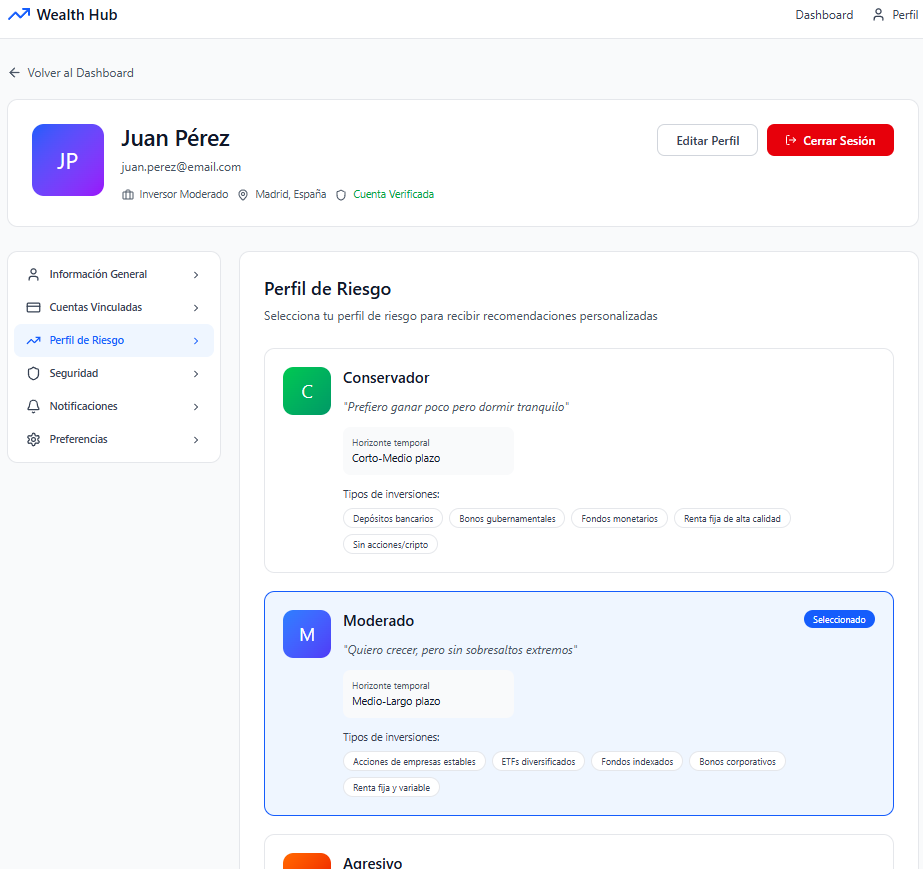 Wealth Hub
Dashboard
Perfil
Volver al Dashboard
JP
Juan Pérez
juan.perez@email.com
Inversor Moderado
Madrid, España
Cuenta Verificada
Editar Perfil
Cerrar Sesión
Información General
Cuentas Vinculadas
Perfil de Riesgo
Seguridad
Notificaciones
Preferencias
Perfil de Riesgo
Selecciona tu perfil de riesgo para recibir recomendaciones personalizadas
C
Conservador
"Prefiero ganar poco pero dormir tranquilo"
Horizonte temporal
Corto-Medio plazo
Tipos de inversiones:
Depósitos bancarios
Bonos gubernamentales
Fondos monetarios
Renta fija de alta calidad
Sin acciones/cripto
M
Moderado
Seleccionado
"Quiero crecer, pero sin sobresaltos extremos"
Horizonte temporal
Medio-Largo plazo
Tipos de inversiones:
Acciones de empresas estables
ETFs diversificados
Fondos indexados
Bonos corporativos
Renta fija y variable
Agresivo